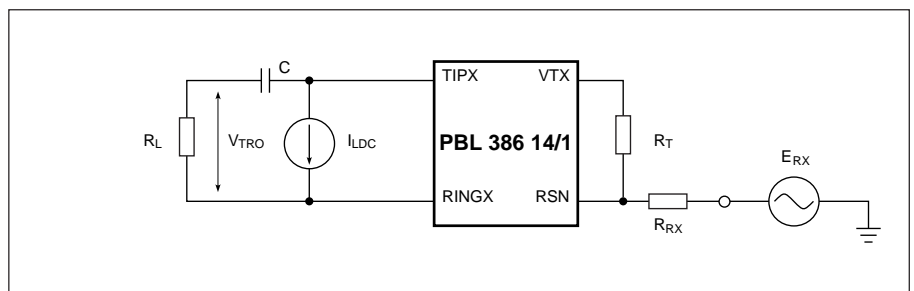 C
TIPX
VTX
RL
VTRO
ILDC
PBL 386 14/1
RT
ERX
RINGX
RSN
RRX